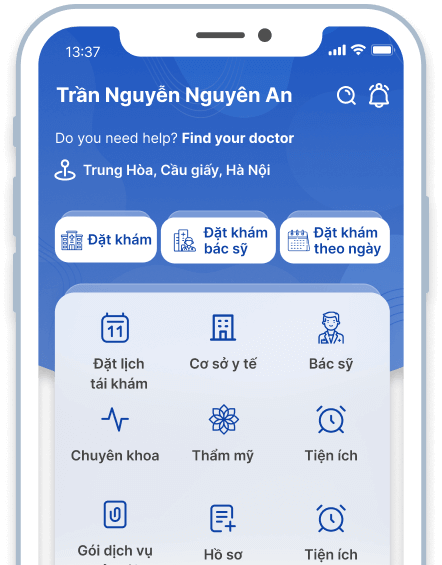 13:37
Trần Nguyễn Nguyên An
Do you need help? Find your doctor
Trung Hòa, Cầu giấy, Hà Nội
Đặt khám
Đặt khám
bác sỹ
Đặt khám
theo ngày
11
Đặt lịch
tái khám
Cơ sở y tế
Bác sỹ
Chuyên khoa
Thẩm mỹ
Tiện ích
Gói dịch vụ
Hồ sơ
Tiện ích